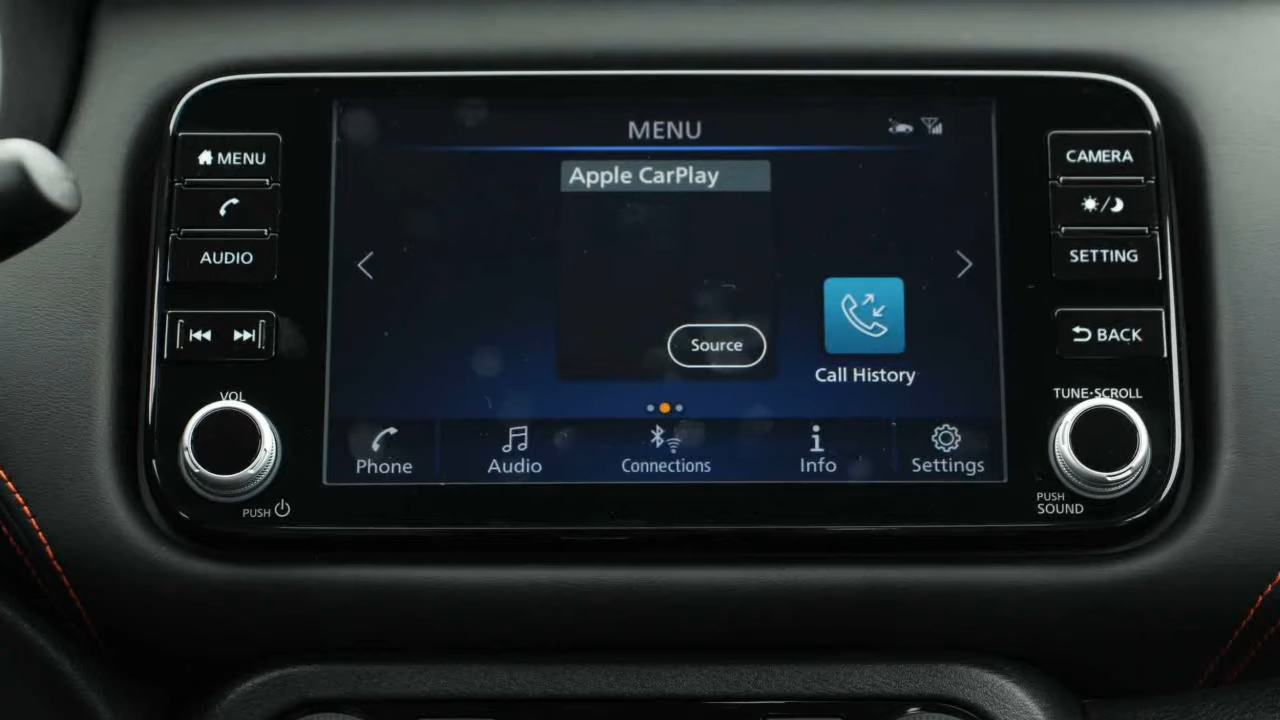 MENU
AUDIO
VOL
PUSH
MENU
Apple CarPlay
Source
Call History
Phone
Audio
Connections
Info
Settings
CAMERA
SETTING
BACK
TUNE·SCROLL
PUSH
SOUND